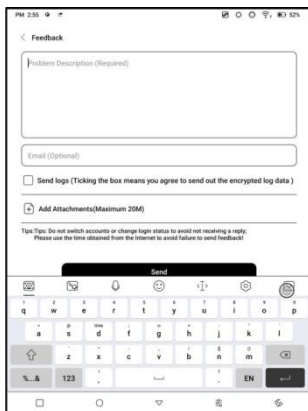 PM 2:55
52%
Feedback
Problem Description (Required)
Email (Optional)
Send logs (Ticking the box means you agree to send out the encrypted log data )
Add Attachments(Maximum 20M)
Tips:Tips: Do not switch accounts or change login status to avoid not receiving a reply;
Please use the time obtained from the Internet to avoid failure to send feedback!
Send
q w e r t y u i o p
a s d f g h j k l
z x c v b n m
%...& 123 , . EN